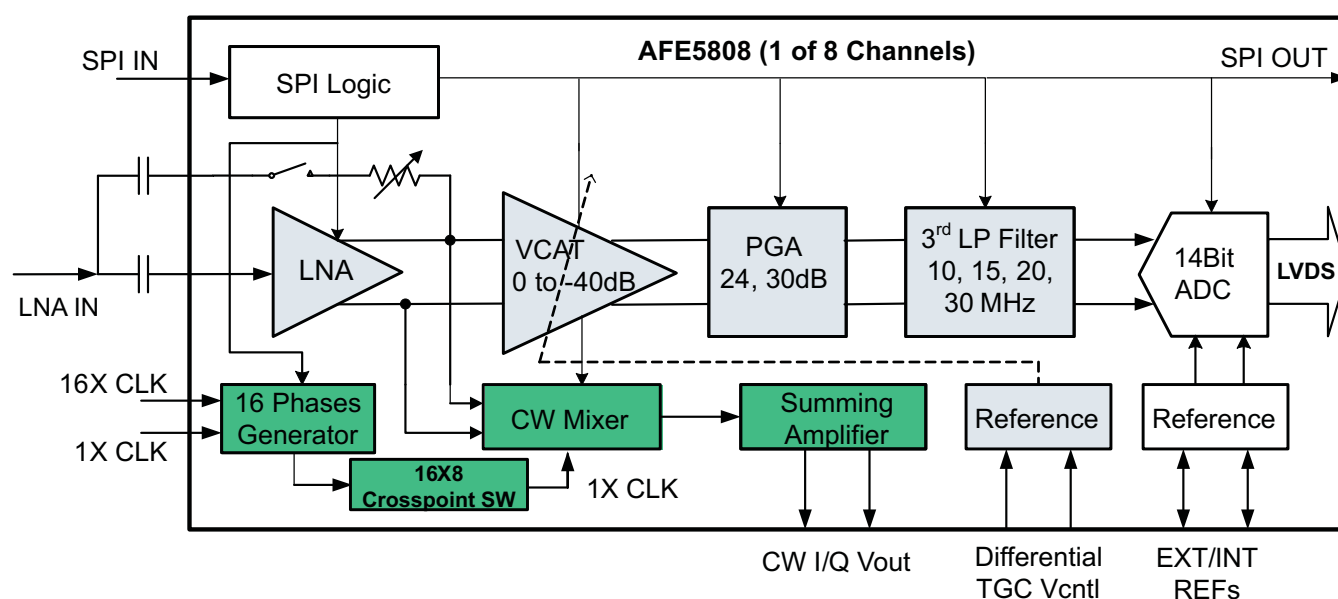 AFE5808 (1 of 8 Channels)
SPI IN
SPI Logic
SPI OUT
LNA IN
LNA
VCAT
0 to -40dB
PGA
24, 30dB
3rd LP Filter
10, 15, 20,
30 MHz
14Bit
ADC
LVDS
16X CLK
1X CLK
16 Phases
Generator
16X8
Crosspoint SW
CW Mixer
1X CLK
Summing
Amplifier
Reference
Reference
CW I/Q Vout
Differential
TGC Vcntl
EXT/INT
REFs